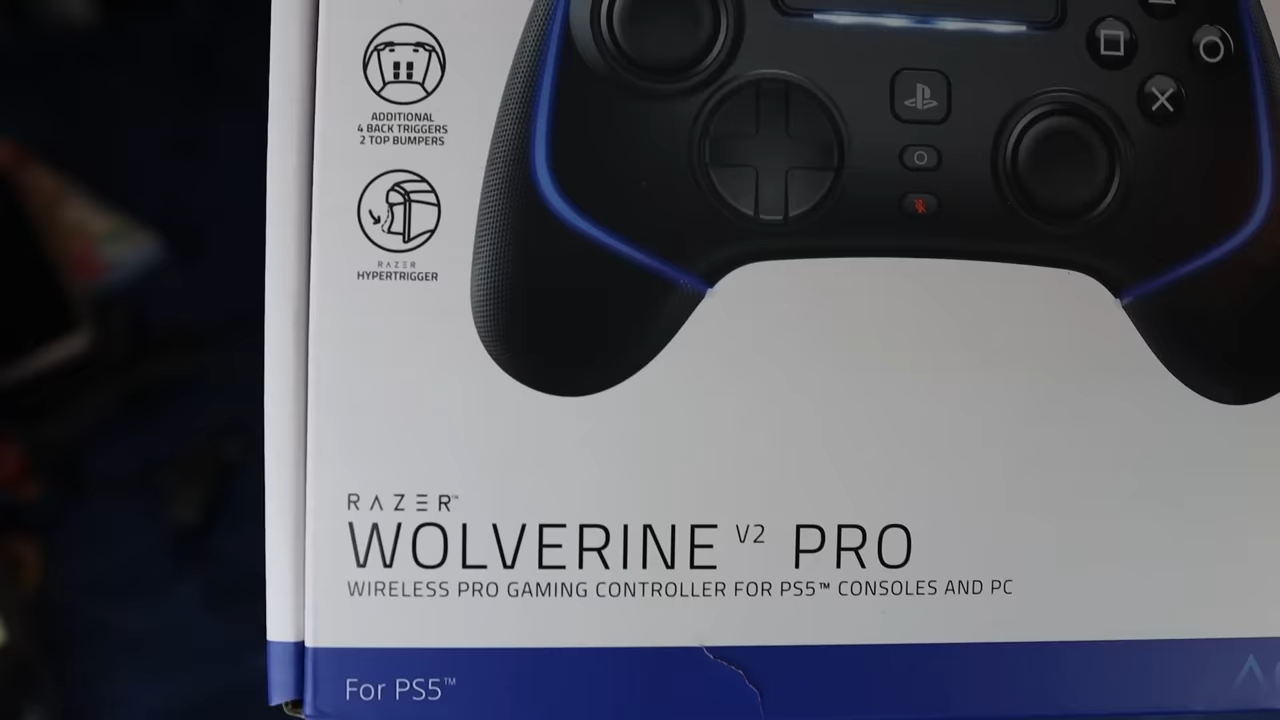 ADDITIONAL
4 BACK TRIGGERS
2 TOP BUMPERS
RAZER
HYPERTRIGGER
RAZER™
WOLVERINE V2 PRO
WIRELESS PRO GAMING CONTROLLER FOR PS5™ CONSOLES AND PC
For PS5™